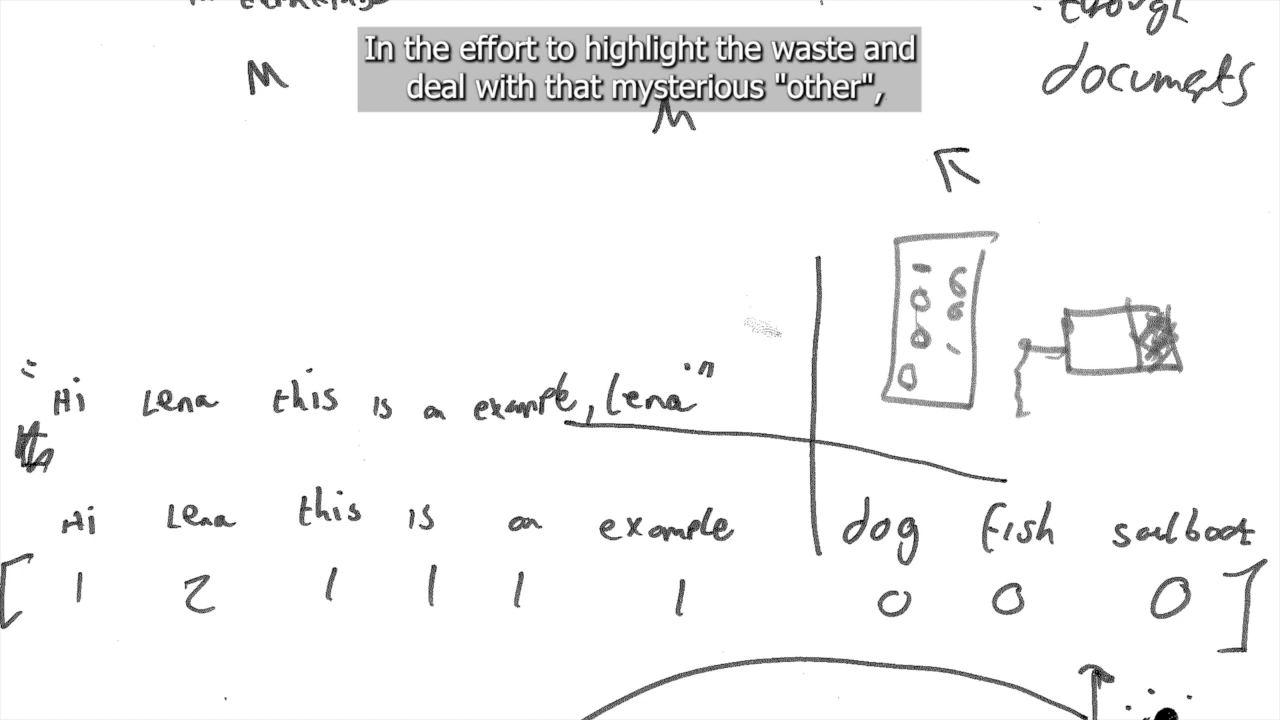 though
In the effort to highlight the waste and
deal with that mysterious "other",
M
documents
M
"Hi Lena this is an example, Lena"
Hi Lena this is an example dog fish sailboat
[ 1 2 1 1 1 1 0 0 0 ]